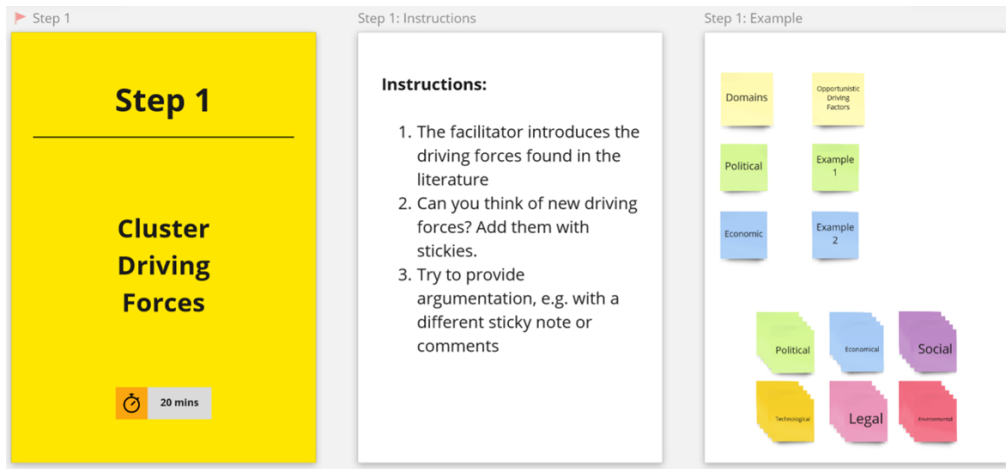 Step 1
Step 1
Cluster
Driving
Forces
20 mins
Step 1: Instructions
Instructions:
1. The facilitator introduces the
driving forces found in the
literature
2. Can you think of new driving
forces? Add them with
stickies.
3. Try to provide
argumentation, e.g. with a
different sticky note or
comments
Step 1: Example
Domains
Opportunistic
Driving
Factors
Political
Example
1
Economic
Example
2
Political
Economical
Social
Technological
Legal
Environmental